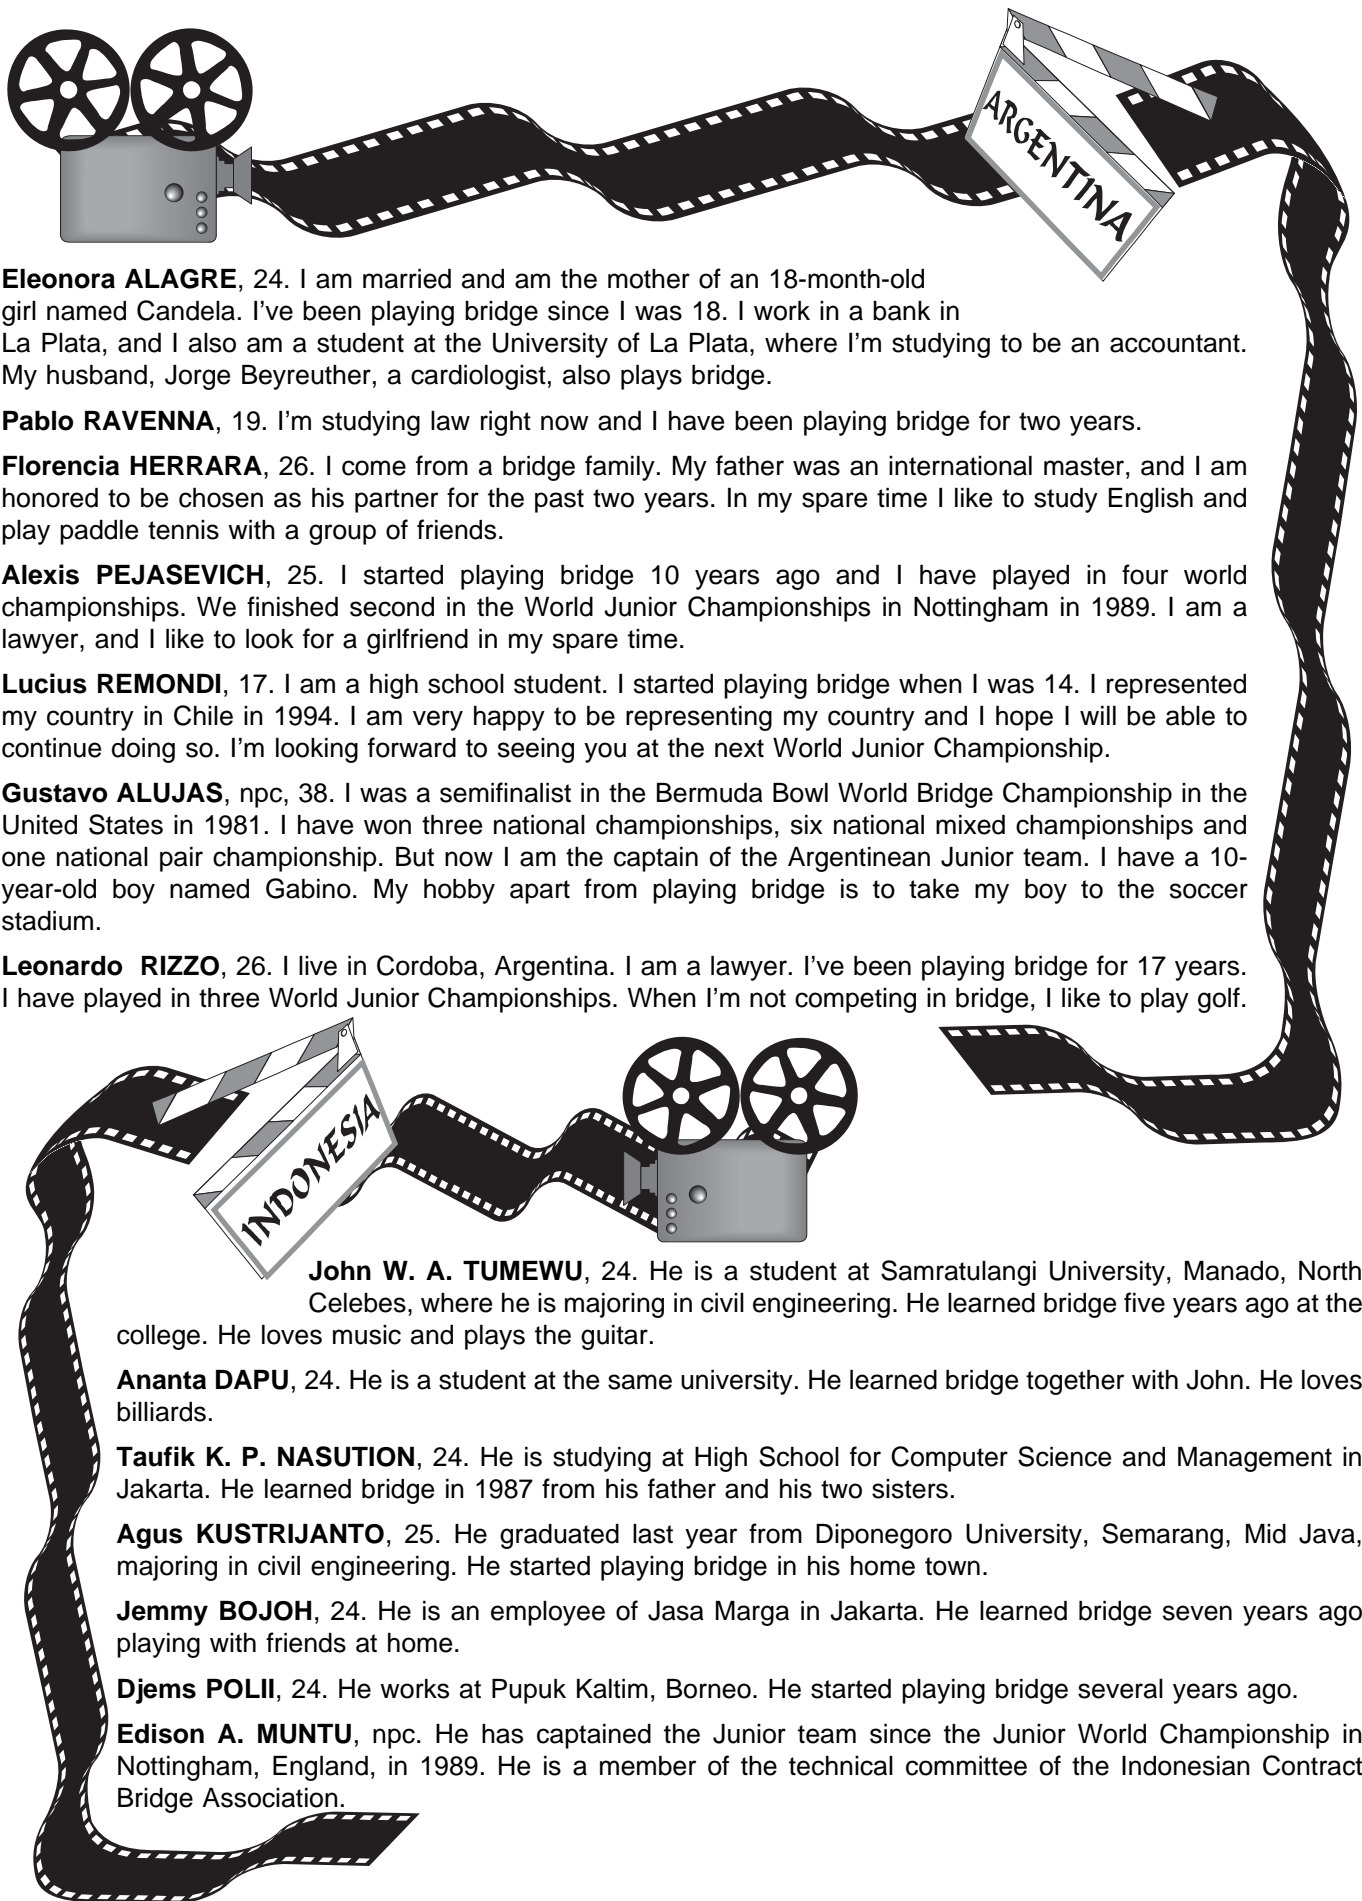 ARGENTINA
Eleonora ALAGRE, 24. I am married and am the mother of an 18-month-old
girl named Candela. I've been playing bridge since I was 18. I work in a bank in
La Plata, and I also am a student at the University of La Plata, where I'm studying to be an accountant.
My husband, Jorge Beyreuther, a cardiologist, also plays bridge.
Pablo RAVENNA, 19. I'm studying law right now and I have been playing bridge for two years.
Florencia HERRARA, 26. I come from a bridge family. My father was an international master, and I am
honored to be chosen as his partner for the past two years. In my spare time I like to study English and
play paddle tennis with a group of friends.
Alexis PEJASEVICH, 25. I started playing bridge 10 years ago and I have played in four world
championships. We finished second in the World Junior Championships in Nottingham in 1989. I am a
lawyer, and I like to look for a girlfriend in my spare time.
Lucius REMONDI, 17. I am a high school student. I started playing bridge when I was 14. I represented
my country in Chile in 1994. I am very happy to be representing my country and I hope I will be able to
continue doing so. I'm looking forward to seeing you at the next World Junior Championship.
Gustavo ALUJAS, npc, 38. I was a semifinalist in the Bermuda Bowl World Bridge Championship in the
United States in 1981. I have won three national championships, six national mixed championships and
one national pair championship. But now I am the captain of the Argentinean Junior team. I have a 10-
year-old boy named Gabino. My hobby apart from playing bridge is to take my boy to the soccer
stadium.
Leonardo RIZZO, 26. I live in Cordoba, Argentina. I am a lawyer. I've been playing bridge for 17 years.
I have played in three World Junior Championships. When I'm not competing in bridge, I like to play golf.
INDONESIA
John W. A. TUMEWU, 24. He is a student at Samratulangi University, Manado, North
Celebes, where he is majoring in civil engineering. He learned bridge five years ago at the
college. He loves music and plays the guitar.
Ananta DAPU, 24. He is a student at the same university. He learned bridge together with John. He loves
billiards.
Taufik K. P. NASUTION, 24. He is studying at High School for Computer Science and Management in
Jakarta. He learned bridge in 1987 from his father and his two sisters.
Agus KUSTRIJANTO, 25. He graduated last year from Diponegoro University, Semarang, Mid Java,
majoring in civil engineering. He started playing bridge in his home town.
Jemmy BOJOH, 24. He is an employee of Jasa Marga in Jakarta. He learned bridge seven years ago
playing with friends at home.
Djems POLII, 24. He works at Pupuk Kaltim, Borneo. He started playing bridge several years ago.
Edison A. MUNTU, npc. He has captained the Junior team since the Junior World Championship in
Nottingham, England, in 1989. He is a member of the technical committee of the Indonesian Contract
Bridge Association.